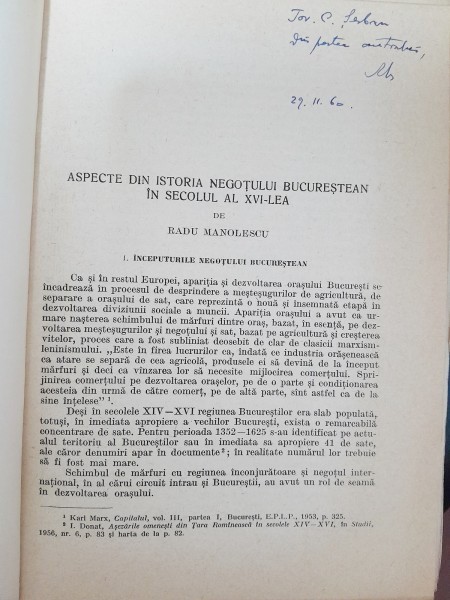 Tov. C. Șerban
din partea autorului,
29. II. 60.
ASPECTE DIN ISTORIA NEGOȚULUI BUCUREȘTEAN
ÎN SECOLUL AL XVI-LEA
DE
RADU MANOLESCU
I. ÎNCEPUTURILE NEGOȚULUI BUCUREȘTEAN
Ca și în restul Europei, apariția și dezvoltarea orașului București se
încadrează în procesul de desprindere a meșteșugurilor de agricultură, de
separare a orașului de sat, care reprezintă o nouă și însemnată etapă în
dezvoltarea diviziunii sociale a muncii. Apariția orașului a avut ca ur-
mare nașterea schimbului de mărfuri dintre oraș, bazat, în esență, pe dez-
voltarea meșteșugurilor și negoțului și sat, bazat pe agricultură și creșterea
vitelor, proces care a fost subliniat deosebit de clar de clasicii marxism-
leninismului. „Este în firea lucrurilor ca, îndată ce industria orășenească
ca atare se separă de cea agricolă, produsele ei să devină de la început
mărfuri și deci ca vînzarea lor să necesite mijlocirea comerțului. Spri-
jinirea comerțului pe dezvoltarea orașelor, pe de o parte și condiționarea
acesteia din urmă de către comerț, pe de altă parte, sînt astfel ca de la
sine înțelese” ¹.
Deși în secolele XIV—XVI regiunea Bucureștilor era slab populată,
totuși, în imediata apropiere a vechilor București, exista o remarcabilă
concentrare de sate. Pentru perioada 1352—1625 s-au identificat pe actu-
alul teritoriu al Bucureștilor sau în imediata sa apropiere 41 de sate,
ale căror denumiri apar în documente ²; în realitate numărul lor trebuie
să fi fost mai mare.
Schimbul de mărfuri cu regiunea înconjurătoare și negoțul inter-
național, în al cărui circuit intrau și Bucureștii, au avut un rol de seamă
în dezvoltarea orașului.
¹ Karl Marx, Capitalul, vol. III, partea I, București, E.P.L.P., 1953, p. 325.
² I. Donat, Așezările omenești din Țara Romînească în secolele XIV—XVI, în Studii,
1956, nr. 6, p. 83 și harta de la p. 82.